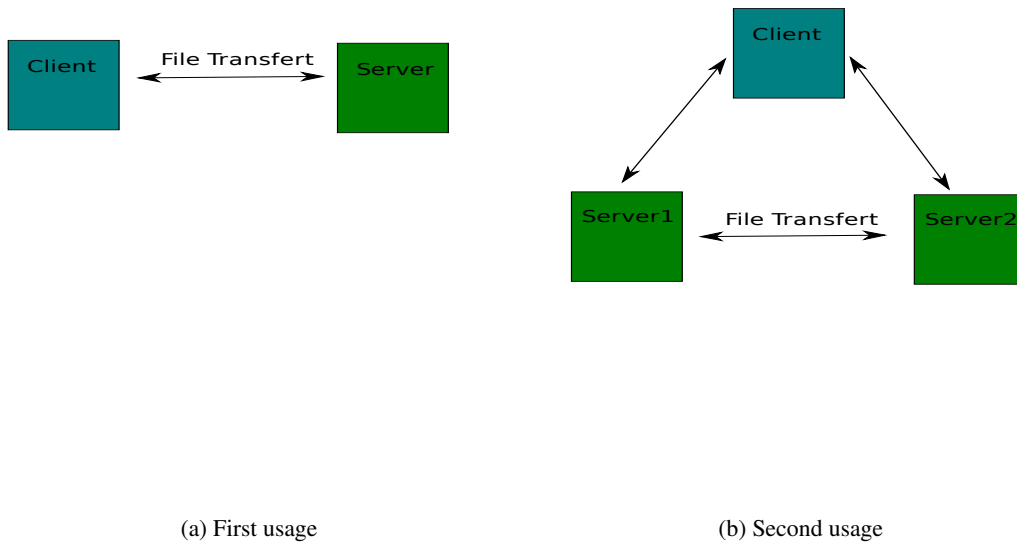 Client
File Transfert
Server
(a) First usage
Client
Server1
File Transfert
Server2
(b) Second usage